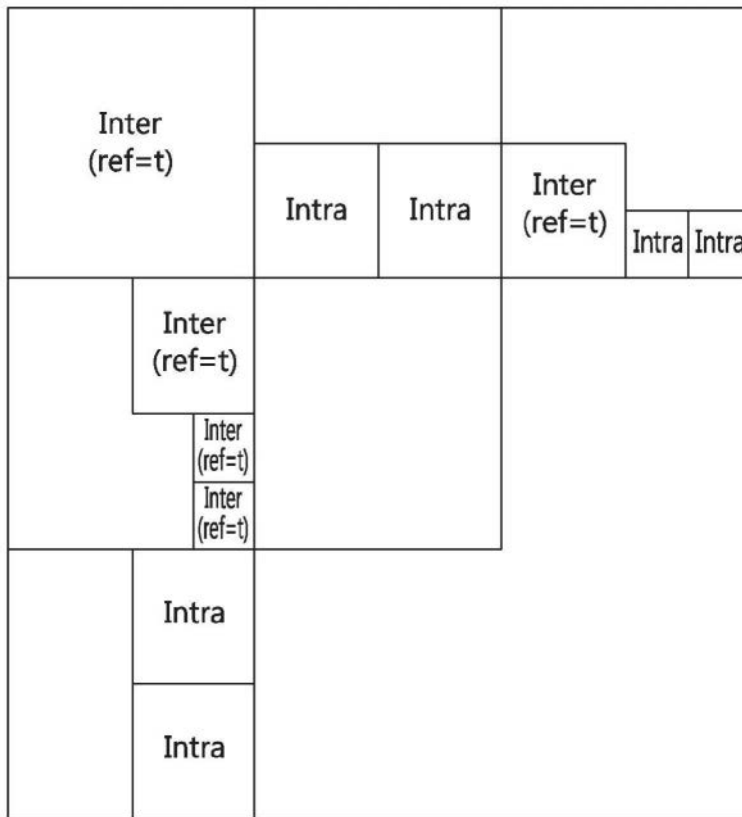 Inter
(ref=t)
Intra
Intra
Inter
(ref=t)
Intra
Intra
Inter
(ref=t)
Inter
(ref=t)
Inter
(ref=t)
Intra
Intra